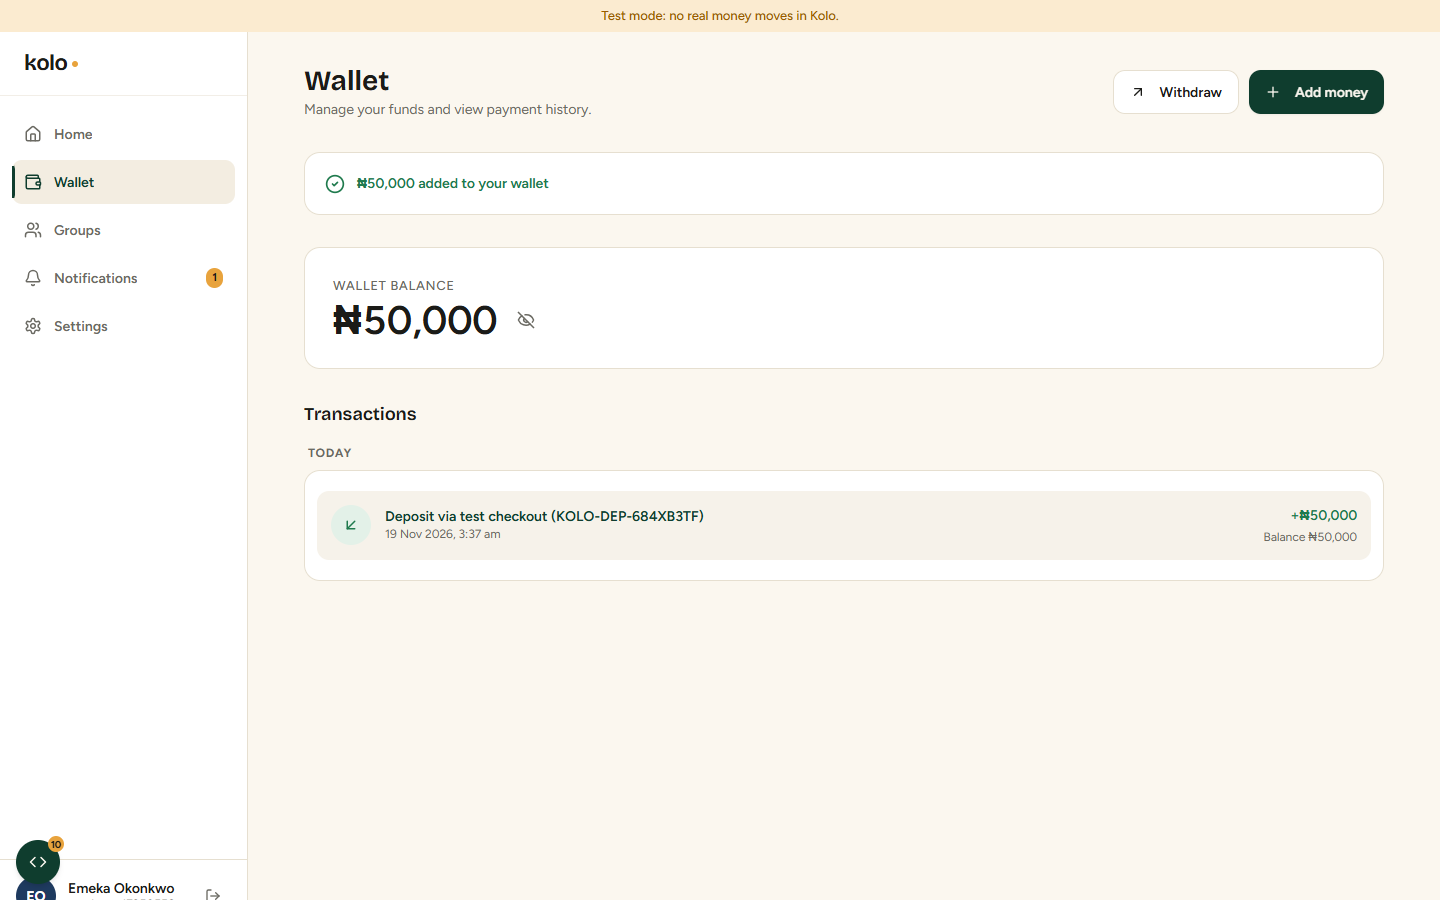 Test mode: no real money moves in Kolo.
kolo
Home
Wallet
Groups
Notifications
1
Settings
10
EO
Emeka Okonkwo
Wallet
Manage your funds and view payment history.
Withdraw
Add money
₦50,000 added to your wallet
WALLET BALANCE
₦50,000
Transactions
TODAY
Deposit via test checkout (KOLO-DEP-684XB3TF)
+₦50,000
19 Nov 2026, 3:37 am
Balance ₦50,000